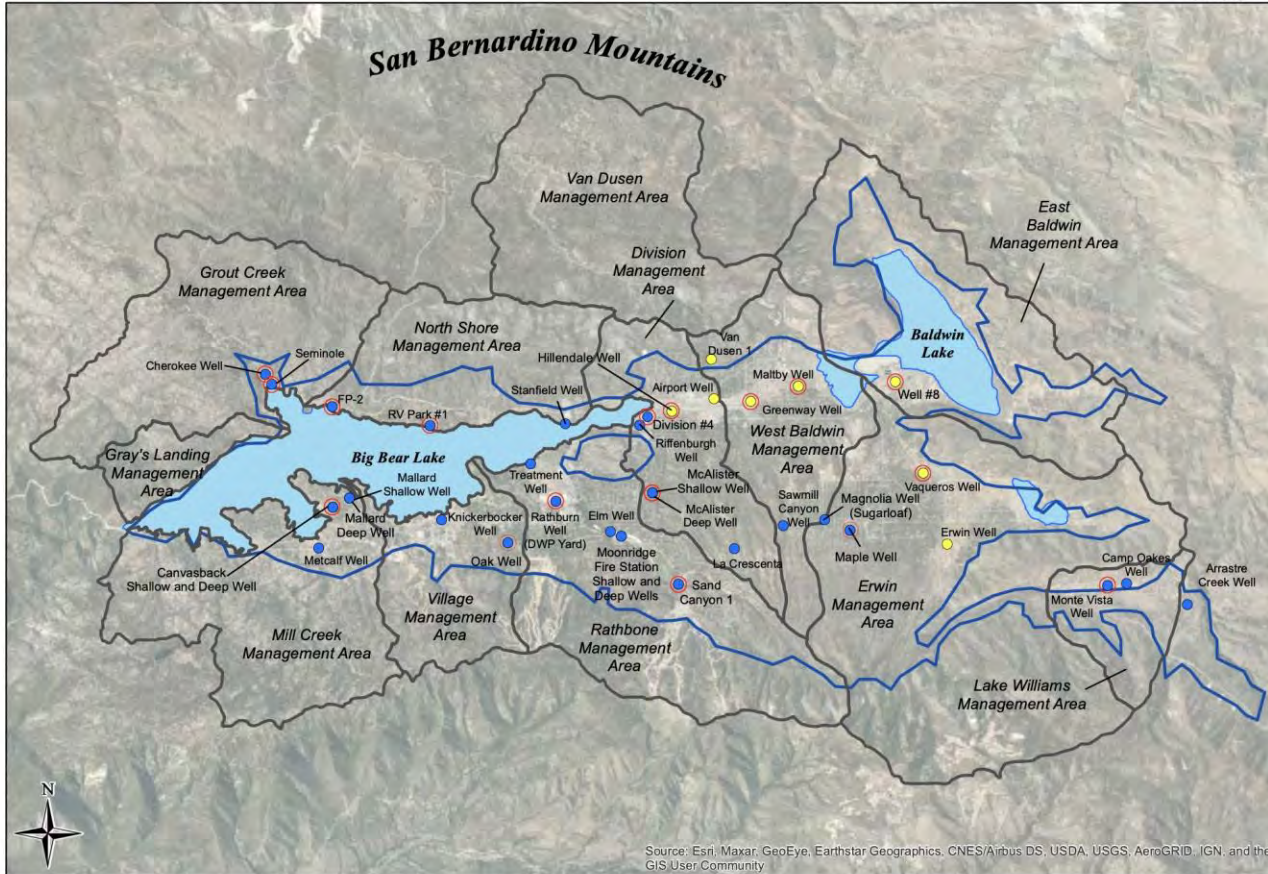 San Bernardino Mountains
Van Dusen
Management Area
East
Baldwin
Management Area
Division
Management
Area
Grout Creek
Management Area
North Shore
Management Area
Baldwin
Lake
Van
Dusen 1
Hillendale Well
Cherokee Well
Seminole
Stanfield Well
Airport Well
Maltby Well
Well #8
FP-2
RV Park #1
Greenway Well
Division #4
Riffenburgh
Well
West Baldwin
Management
Area
Gray's Landing
Management
Area
Big Bear Lake
Mallard
Shallow Well
Treatment
Well
McAlister
Shallow Well
Vaqueros Well
Mallard
Deep Well
Knickerbocker
Well
Rathburn
Well
(DWP Yard)
Elm Well
McAlister
Deep Well
Sawmill
Canyon
Well
Magnolia Well
(Sugarloaf)
Erwin Well
Metcalf Well
Oak Well
Moonridge
Fire Station
Shallow and
Deep Wells
La Crescenta
Maple Well
Camp Oakes
Well
Arrastre
Creek Well
Canvasback
Shallow and Deep Well
Sand
Canyon 1
Monte Vista
Well
Village
Management
Area
Erwin
Management
Area
Mill Creek
Management Area
Rathbone
Management
Area
Lake Williams
Management Area
N
Source: Esri, Maxar, GeoEye, Earthstar Geographics, CNES/Airbus DS, USDA, USGS, AeroGRID, IGN, and the
GIS User Community